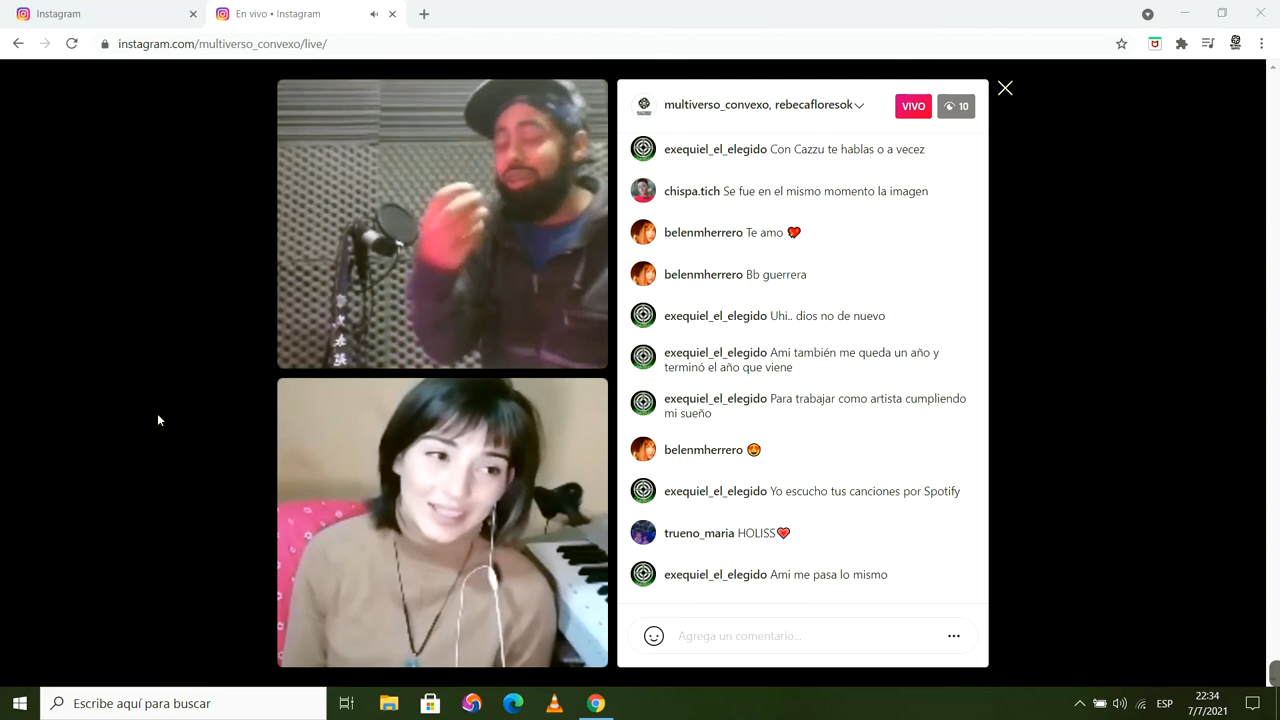 Instagram
En vivo • Instagram
instagram.com/multiverso_convexo/live/
multiverso_convexo, rebecafloresok
VIVO
10
exequiel_el_elegido Con Cazzu te hablas o a vecez
chispa.tich Se fue en el mismo momento la imagen
belenmherrero Te amo 💘
belenmherrero Bb guerrera
exequiel_el_elegido Uhi.. dios no de nuevo
exequiel_el_elegido Ami también me queda un año y
terminó el año que viene
exequiel_el_elegido Para trabajar como artista cumpliendo
mi sueño
belenmherrero 😍
exequiel_el_elegido Yo escucho tus canciones por Spotify
trueno_maria HOLISS💓
exequiel_el_elegido Ami me pasa lo mismo
Agrega un comentario...
Escribe aquí para buscar
ESP
22:34
7/7/2021